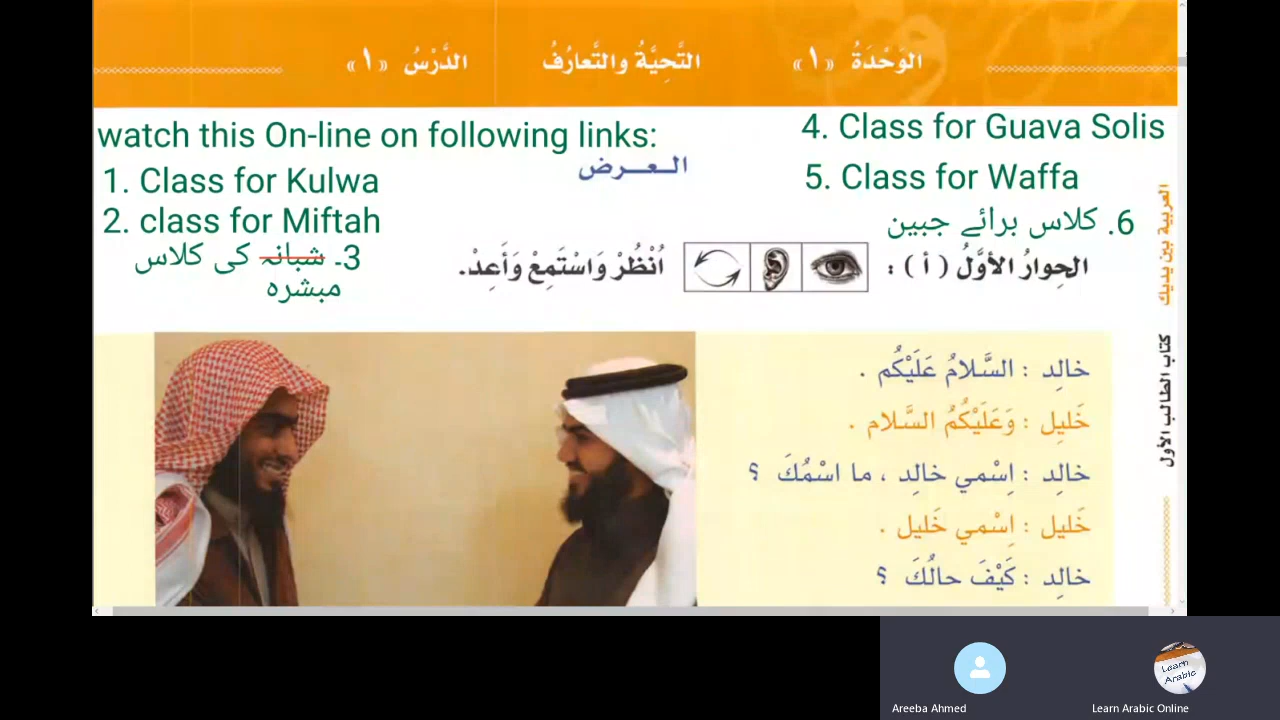 الوَحْدَةُ «١» التَّحِيَّةُ والتَّعارُفُ الدَّرْسُ «١»
watch this On-line on following links:
1. Class for Kulwa
2. class for Miftah
3۔ شبانہ کی کلاس
مبشرہ
4. Class for Guava Solis
5. Class for Waffa
6. کلاس برائے جبین
العرض
الحِوارُ الأوَّلُ ( أ ) : اُنْظُرْ وَاسْتَمِعْ وَأَعِدْ.
خالِد : السَّلامُ عَلَيْكُم .
خَليِل : وَعَلَيْكُمُ السَّلام .
خالِد : اِسْمي خالِد ، ما اسْمُكَ ؟
خَليل : اِسْمي خَليل .
خالِد : كَيْفَ حالُكَ ؟
العربية بين يديك
كتاب الطالب الأول
Areeba Ahmed
Learn Arabic
Learn Arabic Online